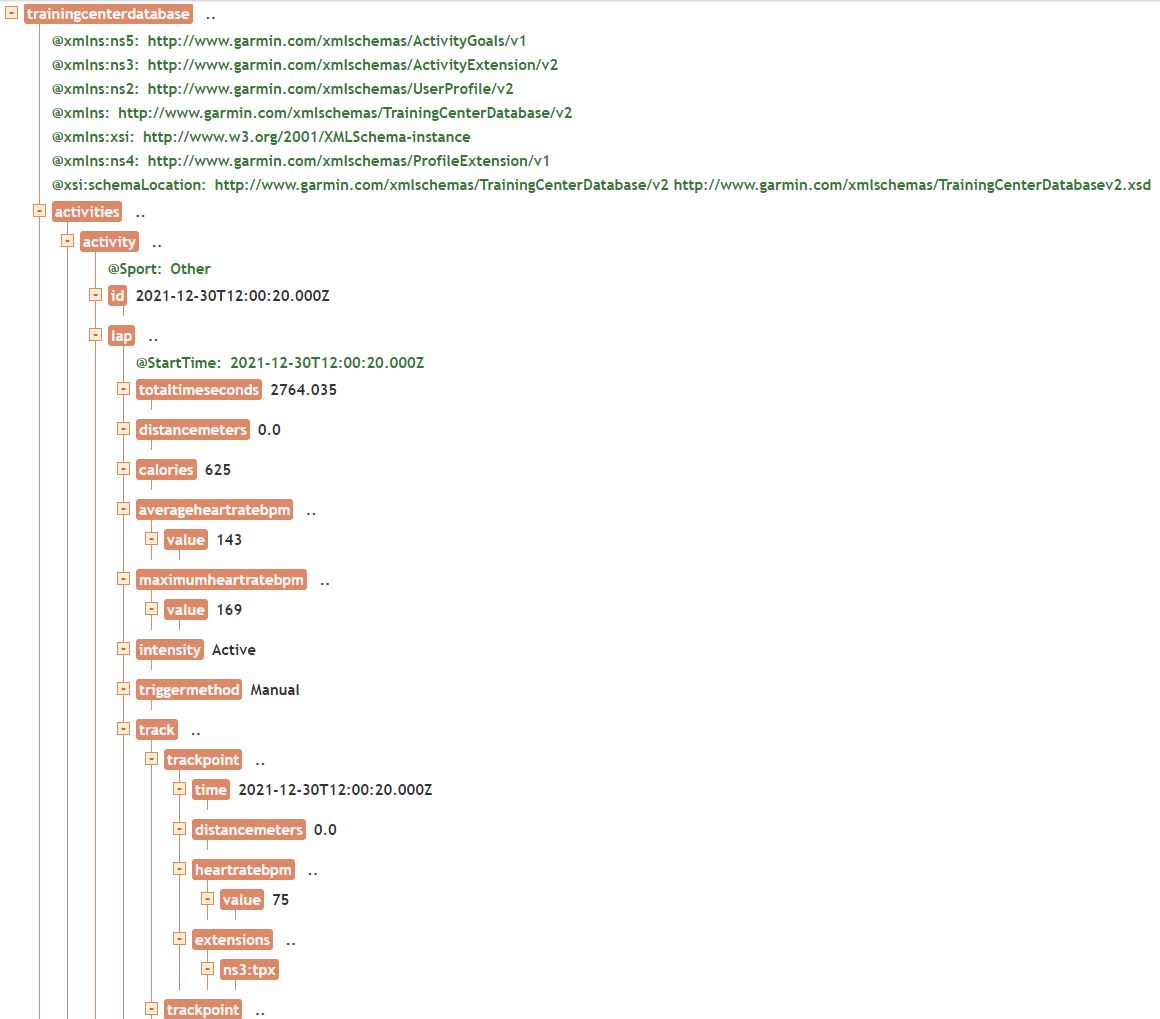 trainingcenterdatabase ..
@xmlns:ns5: http://www.garmin.com/xmlschemas/ActivityGoals/v1
@xmlns:ns3: http://www.garmin.com/xmlschemas/ActivityExtension/v2
@xmlns:ns2: http://www.garmin.com/xmlschemas/UserProfile/v2
@xmlns: http://www.garmin.com/xmlschemas/TrainingCenterDatabase/v2
@xmlns:xsi: http://www.w3.org/2001/XMLSchema-instance
@xmlns:ns4: http://www.garmin.com/xmlschemas/ProfileExtension/v1
@xsi:schemaLocation: http://www.garmin.com/xmlschemas/TrainingCenterDatabase/v2 http://www.garmin.com/xmlschemas/TrainingCenterDatabasev2.xsd
activities ..
activity ..
@Sport: Other
id 2021-12-30T12:00:20.000Z
lap ..
@StartTime: 2021-12-30T12:00:20.000Z
totaltimeseconds 2764.035
distancemeters 0.0
calories 625
averageheartratebpm ..
value 143
maximumheartratebpm ..
value 169
intensity Active
triggermethod Manual
track ..
trackpoint ..
time 2021-12-30T12:00:20.000Z
distancemeters 0.0
heartratebpm ..
value 75
extensions ..
ns3:tpx
trackpoint ..